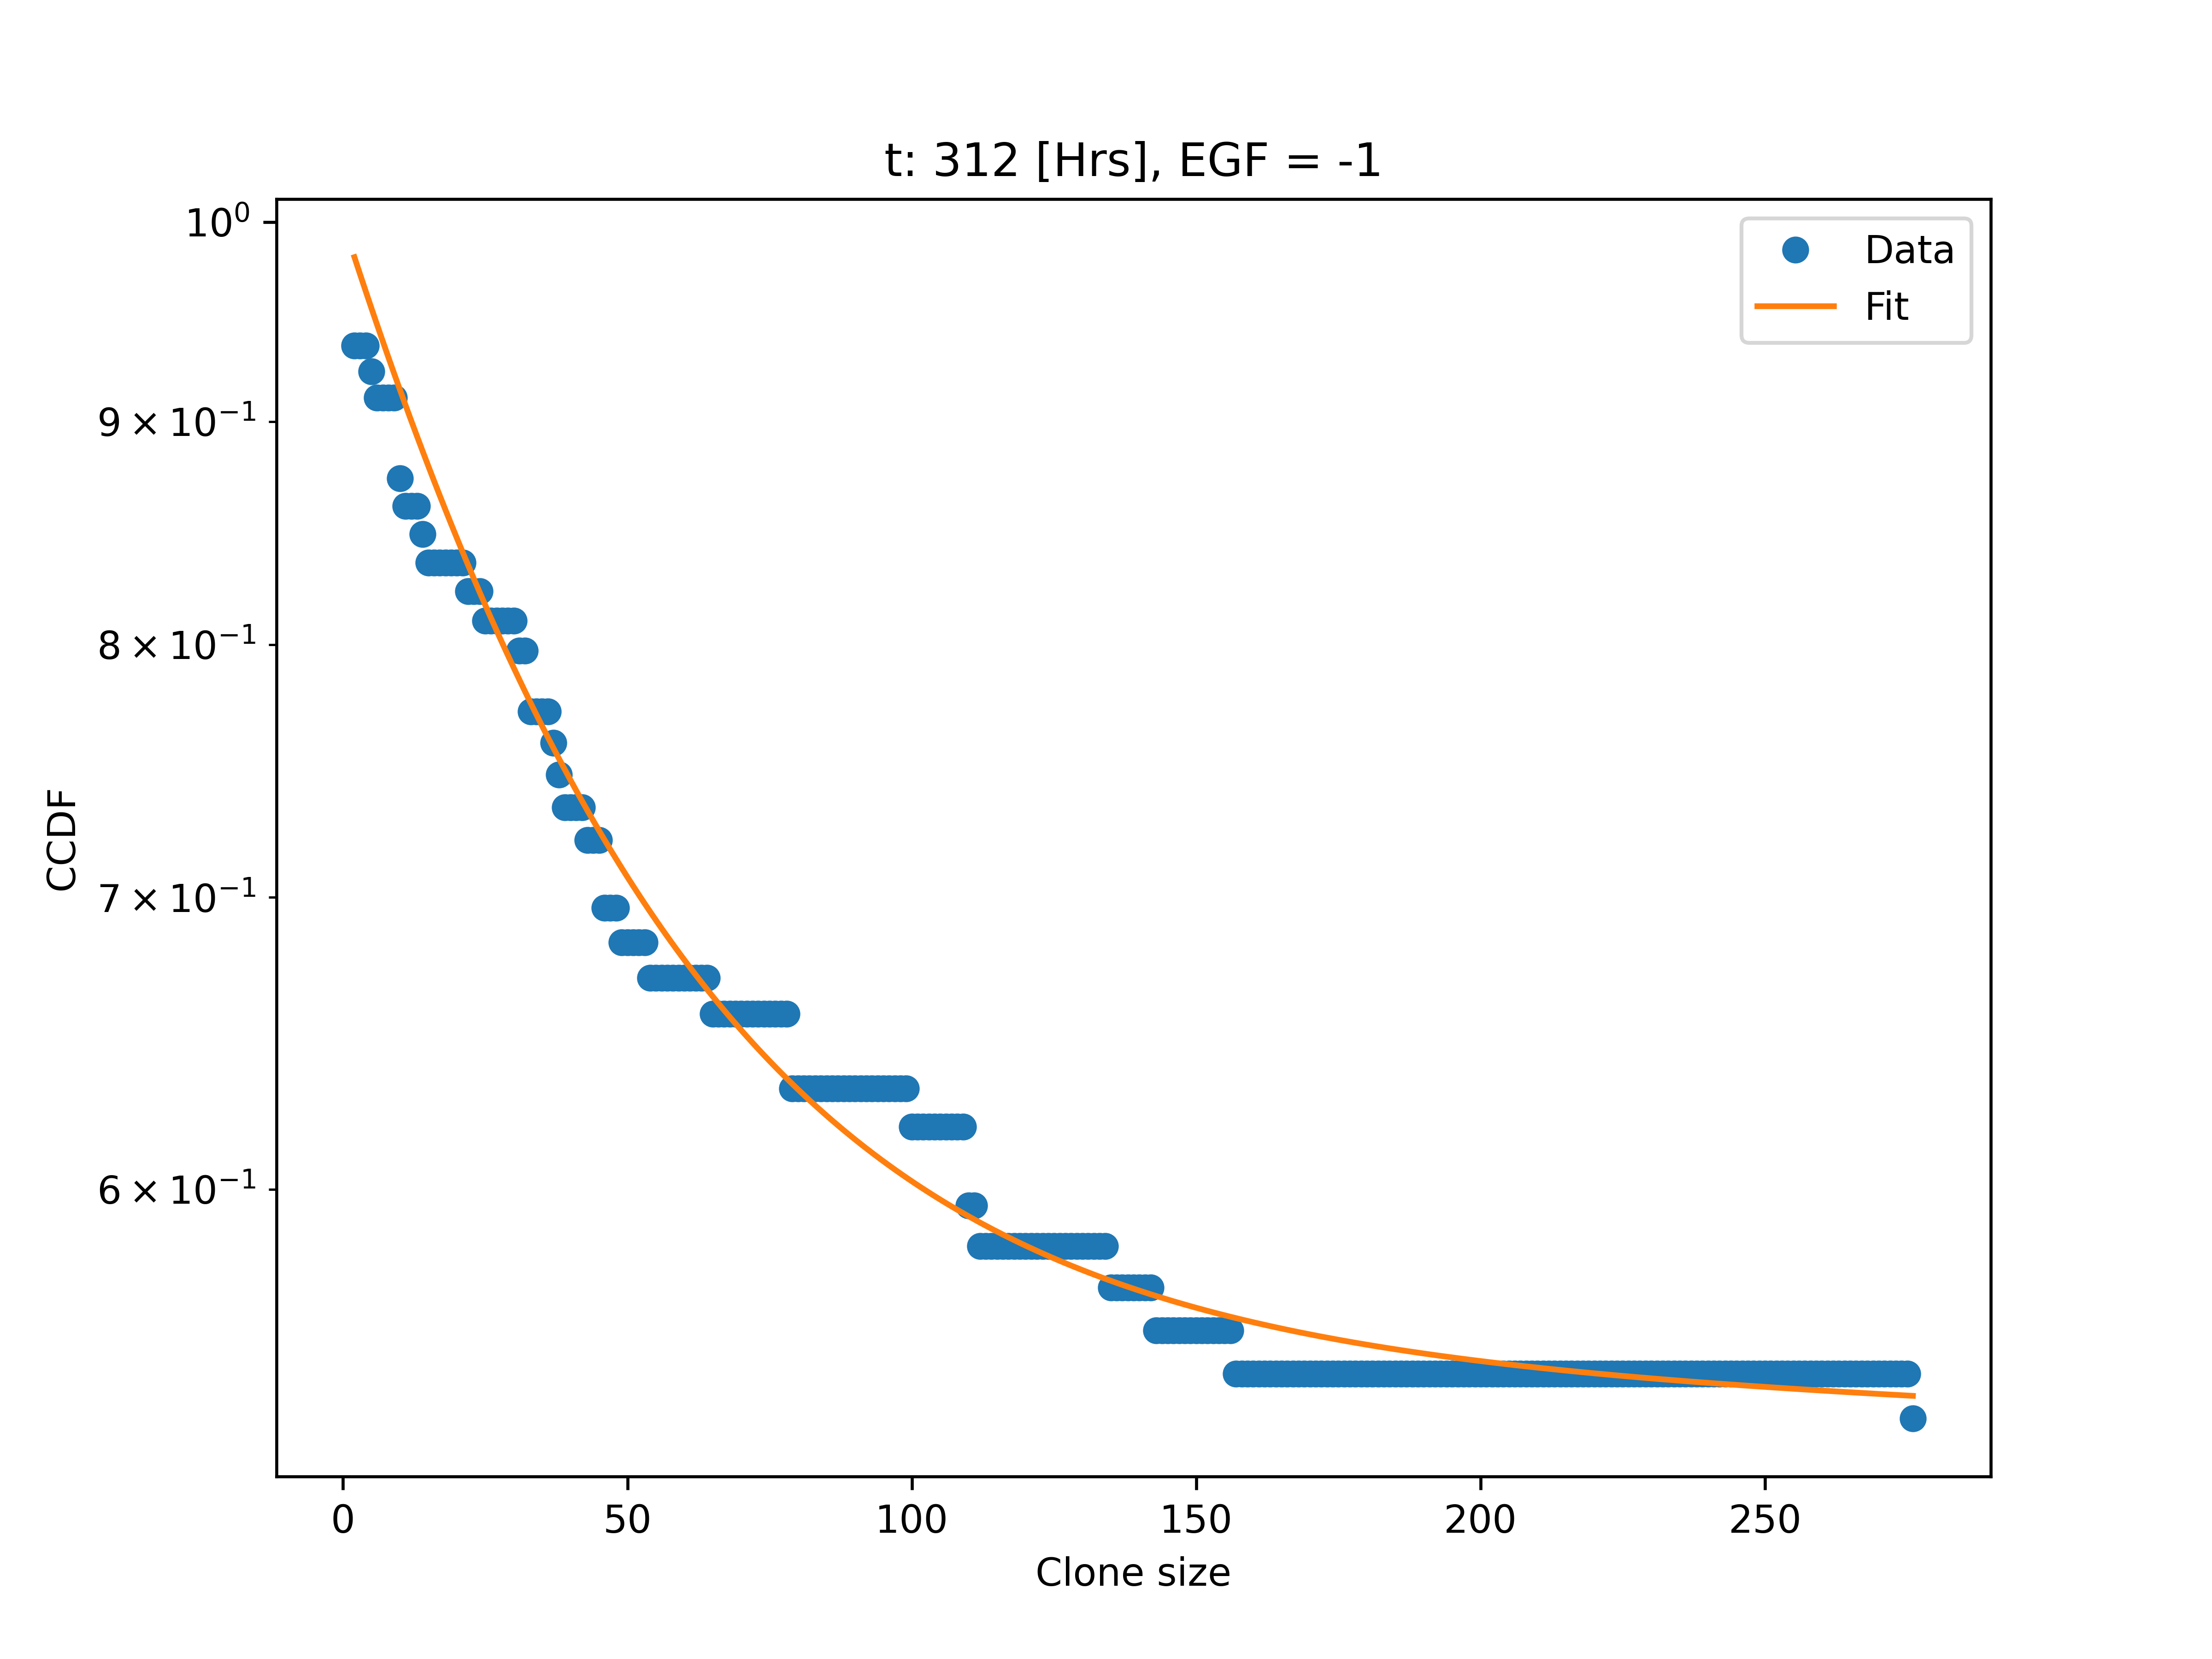 t: 312 [Hrs], EGF = -1
Data
Fit
10⁰
9 × 10⁻¹
8 × 10⁻¹
7 × 10⁻¹
6 × 10⁻¹
CCDF
0 50 100 150 200 250
Clone size